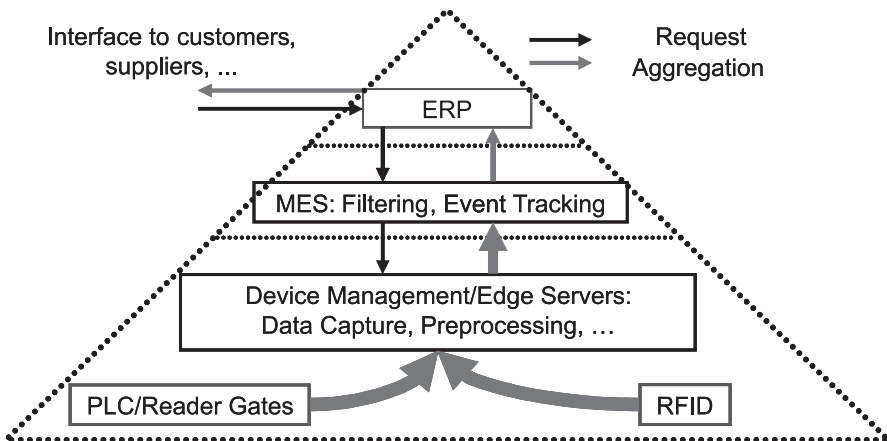 Interface to customers,
suppliers, ...
Request
Aggregation
ERP
MES: Filtering, Event Tracking
Device Management/Edge Servers:
Data Capture, Preprocessing, ...
PLC/Reader Gates
RFID